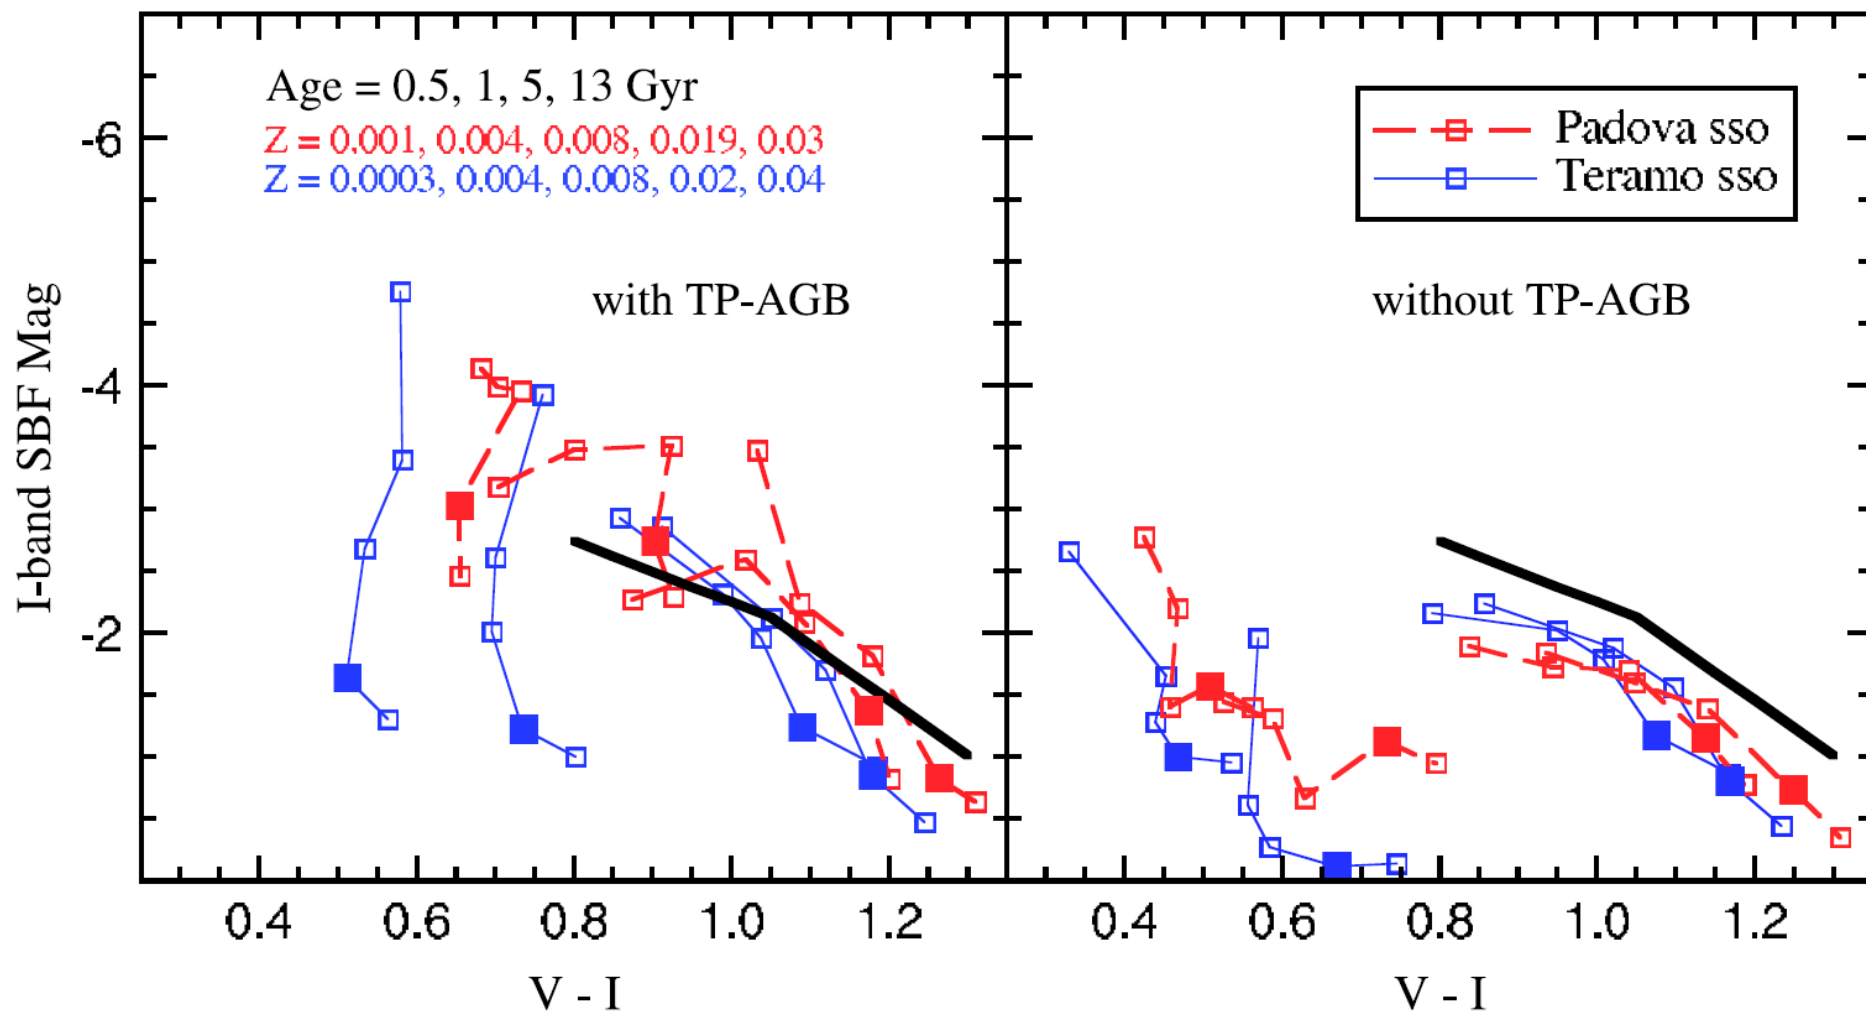 Age = 0.5, 1, 5, 13 Gyr
Z = 0.001, 0.004, 0.008, 0.019, 0.03
Z = 0.0003, 0.004, 0.008, 0.02, 0.04
Padova sso
Teramo sso
with TP-AGB
without TP-AGB
I-band SBF Mag
-6
-4
-2
0.4 0.6 0.8 1.0 1.2
0.4 0.6 0.8 1.0 1.2
V - I
V - I